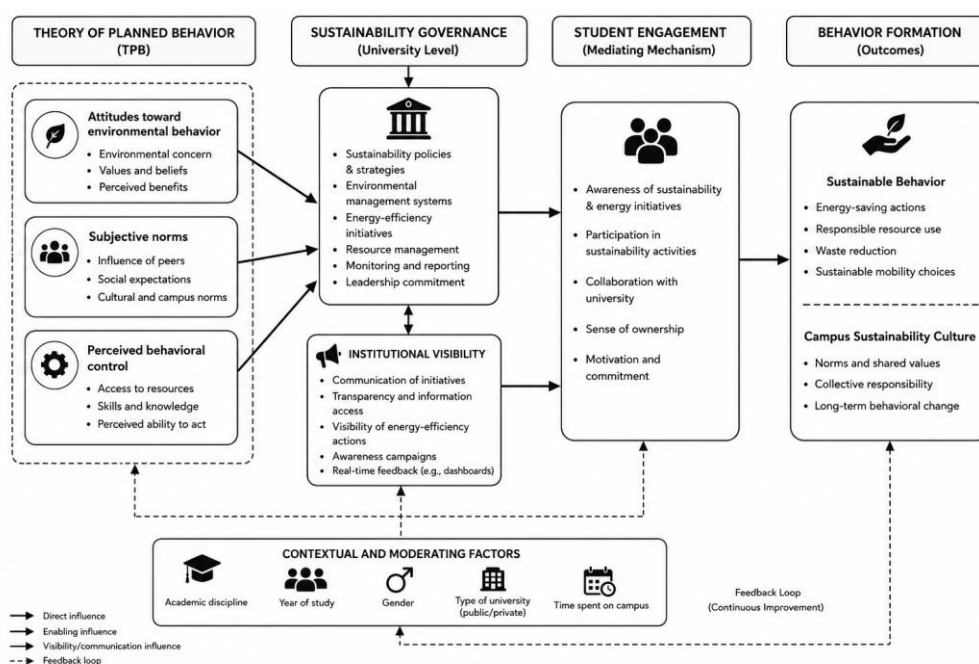 THEORY OF PLANNED BEHAVIOR
(TPB)
Attitudes toward
environmental behavior
• Environmental concern
• Values and beliefs
• Perceived benefits
Subjective norms
• Influence of peers
• Social expectations
• Cultural and campus norms
Perceived behavioral
control
• Access to resources
• Skills and knowledge
• Perceived ability to act
SUSTAINABILITY GOVERNANCE
(University Level)
• Sustainability policies
& strategies
• Environmental
management systems
• Energy-efficiency
initiatives
• Resource management
• Monitoring and reporting
• Leadership commitment
INSTITUTIONAL VISIBILITY
• Communication of initiatives
• Transparency and information
access
• Visibility of energy-efficiency
actions
• Awareness campaigns
• Real-time feedback (e.g., dashboards)
STUDENT ENGAGEMENT
(Mediating Mechanism)
• Awareness of sustainability
& energy initiatives
• Participation in
sustainability activities
• Collaboration with
university
• Sense of ownership
• Motivation and
commitment
BEHAVIOR FORMATION
(Outcomes)
Sustainable Behavior
• Energy-saving actions
• Responsible resource use
• Waste reduction
• Sustainable mobility choices
Campus Sustainability Culture
• Norms and shared values
• Collective responsibility
• Long-term behavioral change
CONTEXTUAL AND MODERATING FACTORS
Academic discipline
Year of study
Gender
Type of university
(public/private)
Time spent on campus
Feedback Loop
(Continuous Improvement)
Direct influence
Enabling influence
Visibility/communication influence
Feedback loop